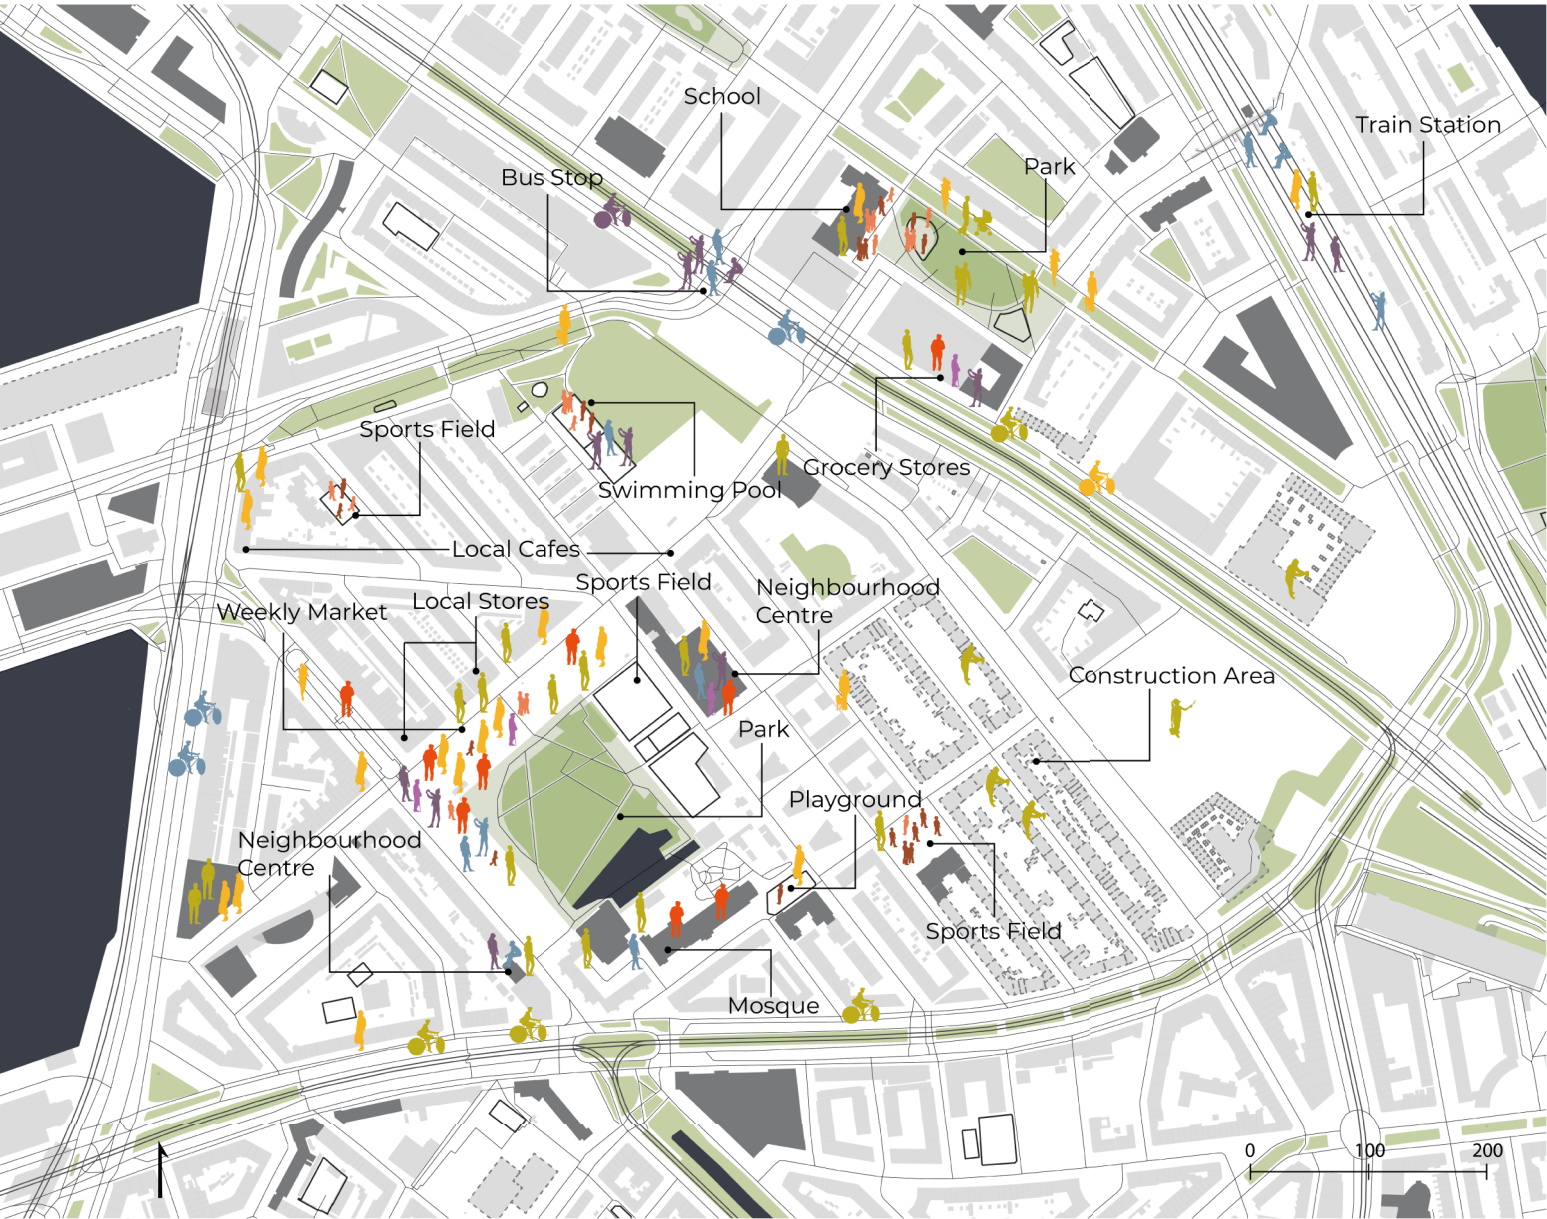 School
Train Station
Park
Bus Stop
Sports Field
Grocery Stores
Swimming Pool
Local Cafes
Sports Field
Neighbourhood
Centre
Local Stores
Weekly Market
Construction Area
Park
Playground
Neighbourhood
Centre
Sports Field
Mosque
0 100 200